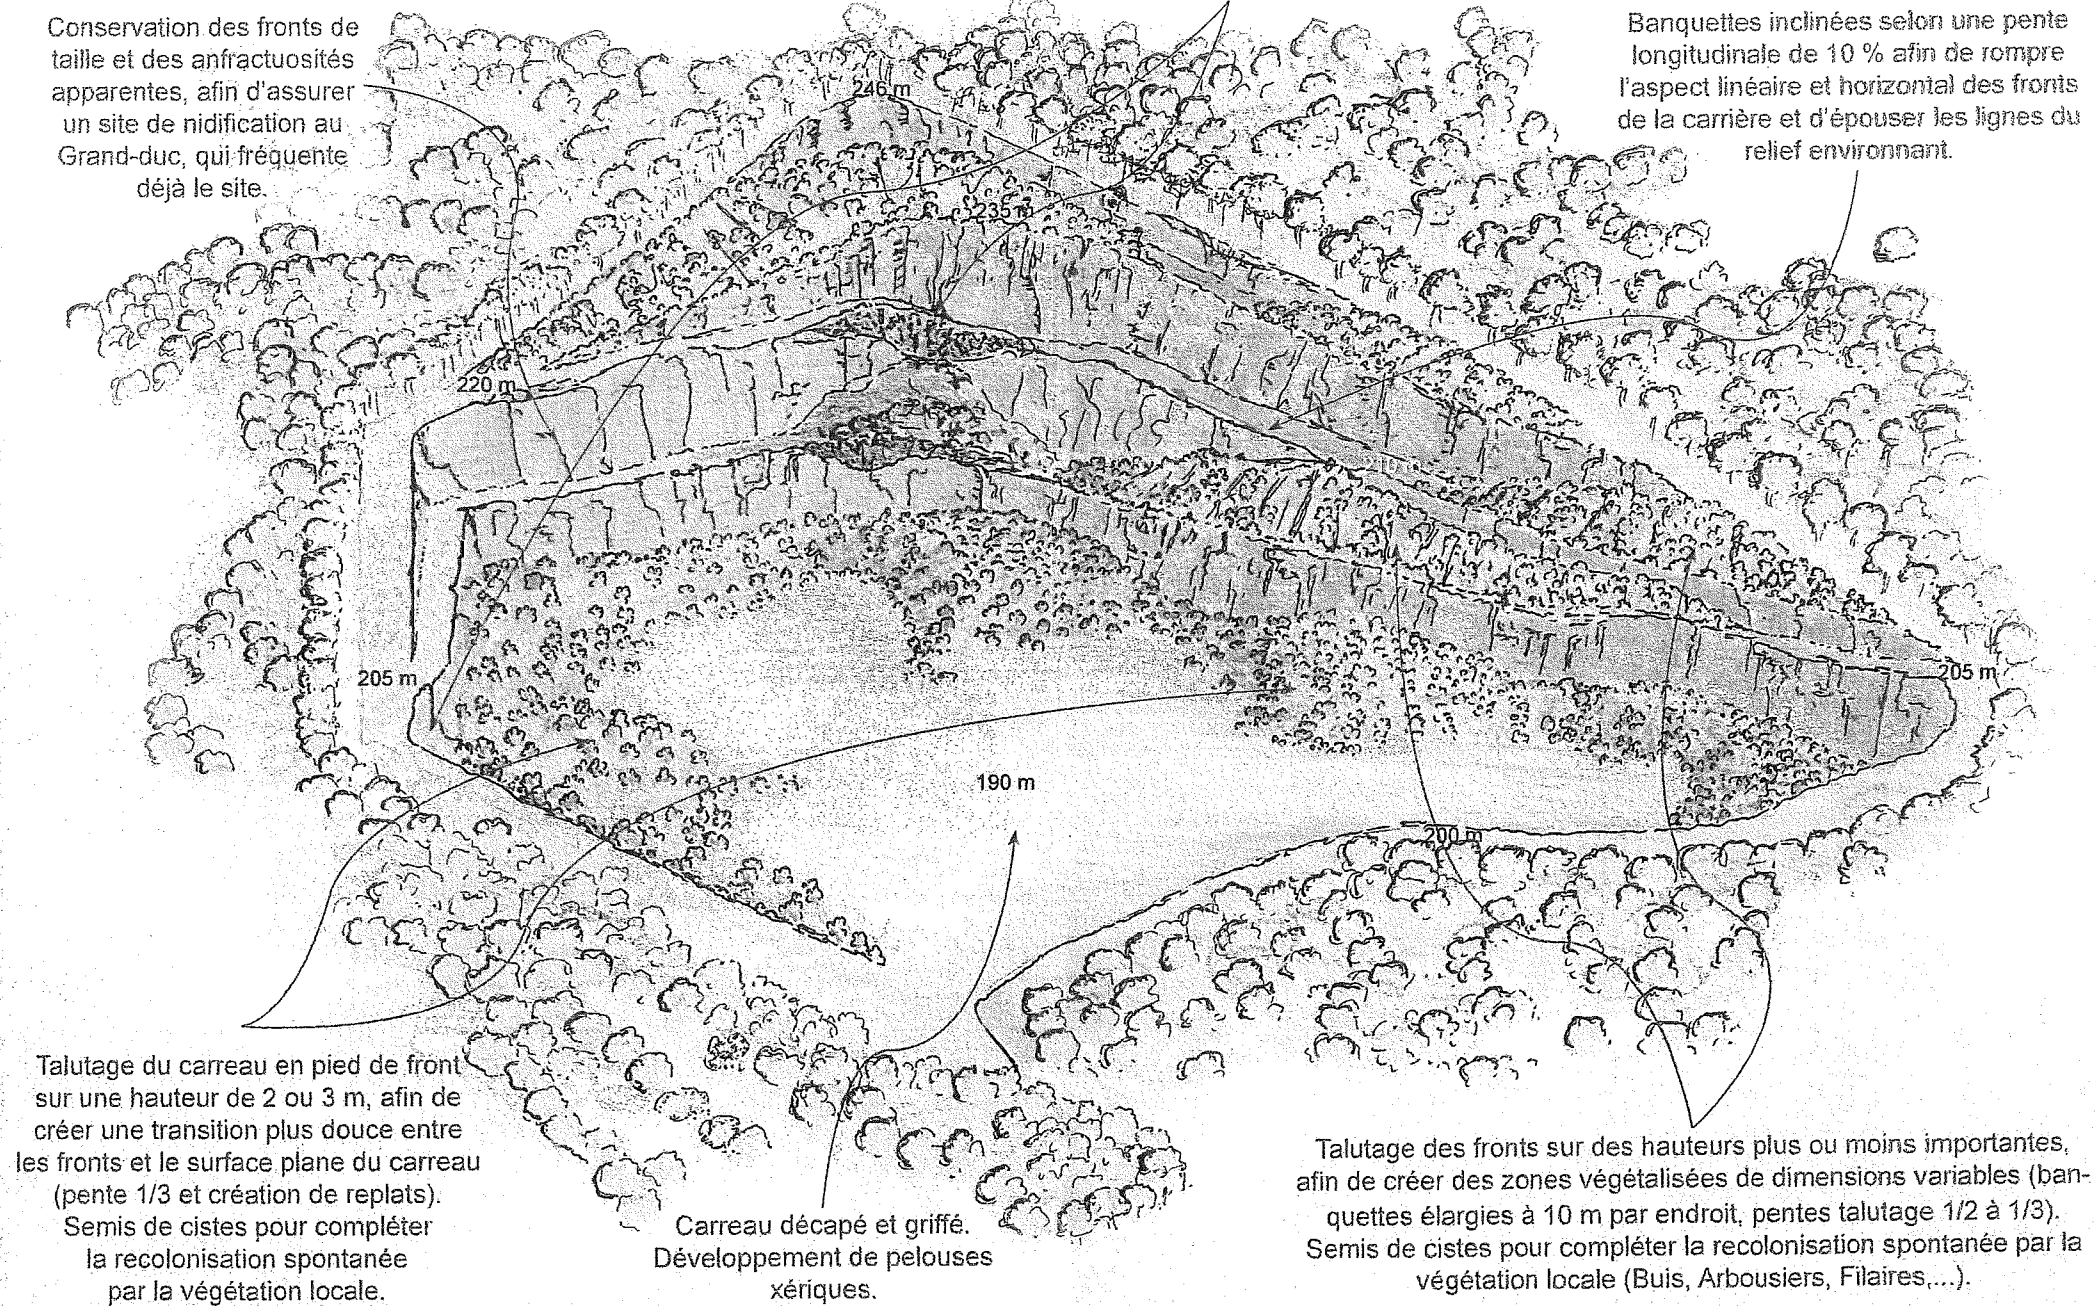 Conservation des fronts de
taille et des anfractuosités
apparentes, afin d'assurer
un site de nidification au
Grand-duc, qui fréquente
déjà le site.
Banquettes inclinées selon une pente
longitudinale de 10 % afin de rompre
l'aspect linéaire et horizontal des fronts
de la carrière et d'épouser les lignes du
relief environnant.
246 m
235 m
220 m
210 m
205 m
205 m
190 m
200 m
Talutage du carreau en pied de front
sur une hauteur de 2 ou 3 m, afin de
créer une transition plus douce entre
les fronts et le surface plane du carreau
(pente 1/3 et création de replats).
Semis de cistes pour compléter
la recolonisation spontanée
par la végétation locale.
Carreau décapé et griffé.
Développement de pelouses
xériques.
Talutage des fronts sur des hauteurs plus ou moins importantes,
afin de créer des zones végétalisées de dimensions variables (ban-
quettes élargies à 10 m par endroit, pentes talutage 1/2 à 1/3).
Semis de cistes pour compléter la recolonisation spontanée par la
végétation locale (Buis, Arbousiers, Filaires,...).